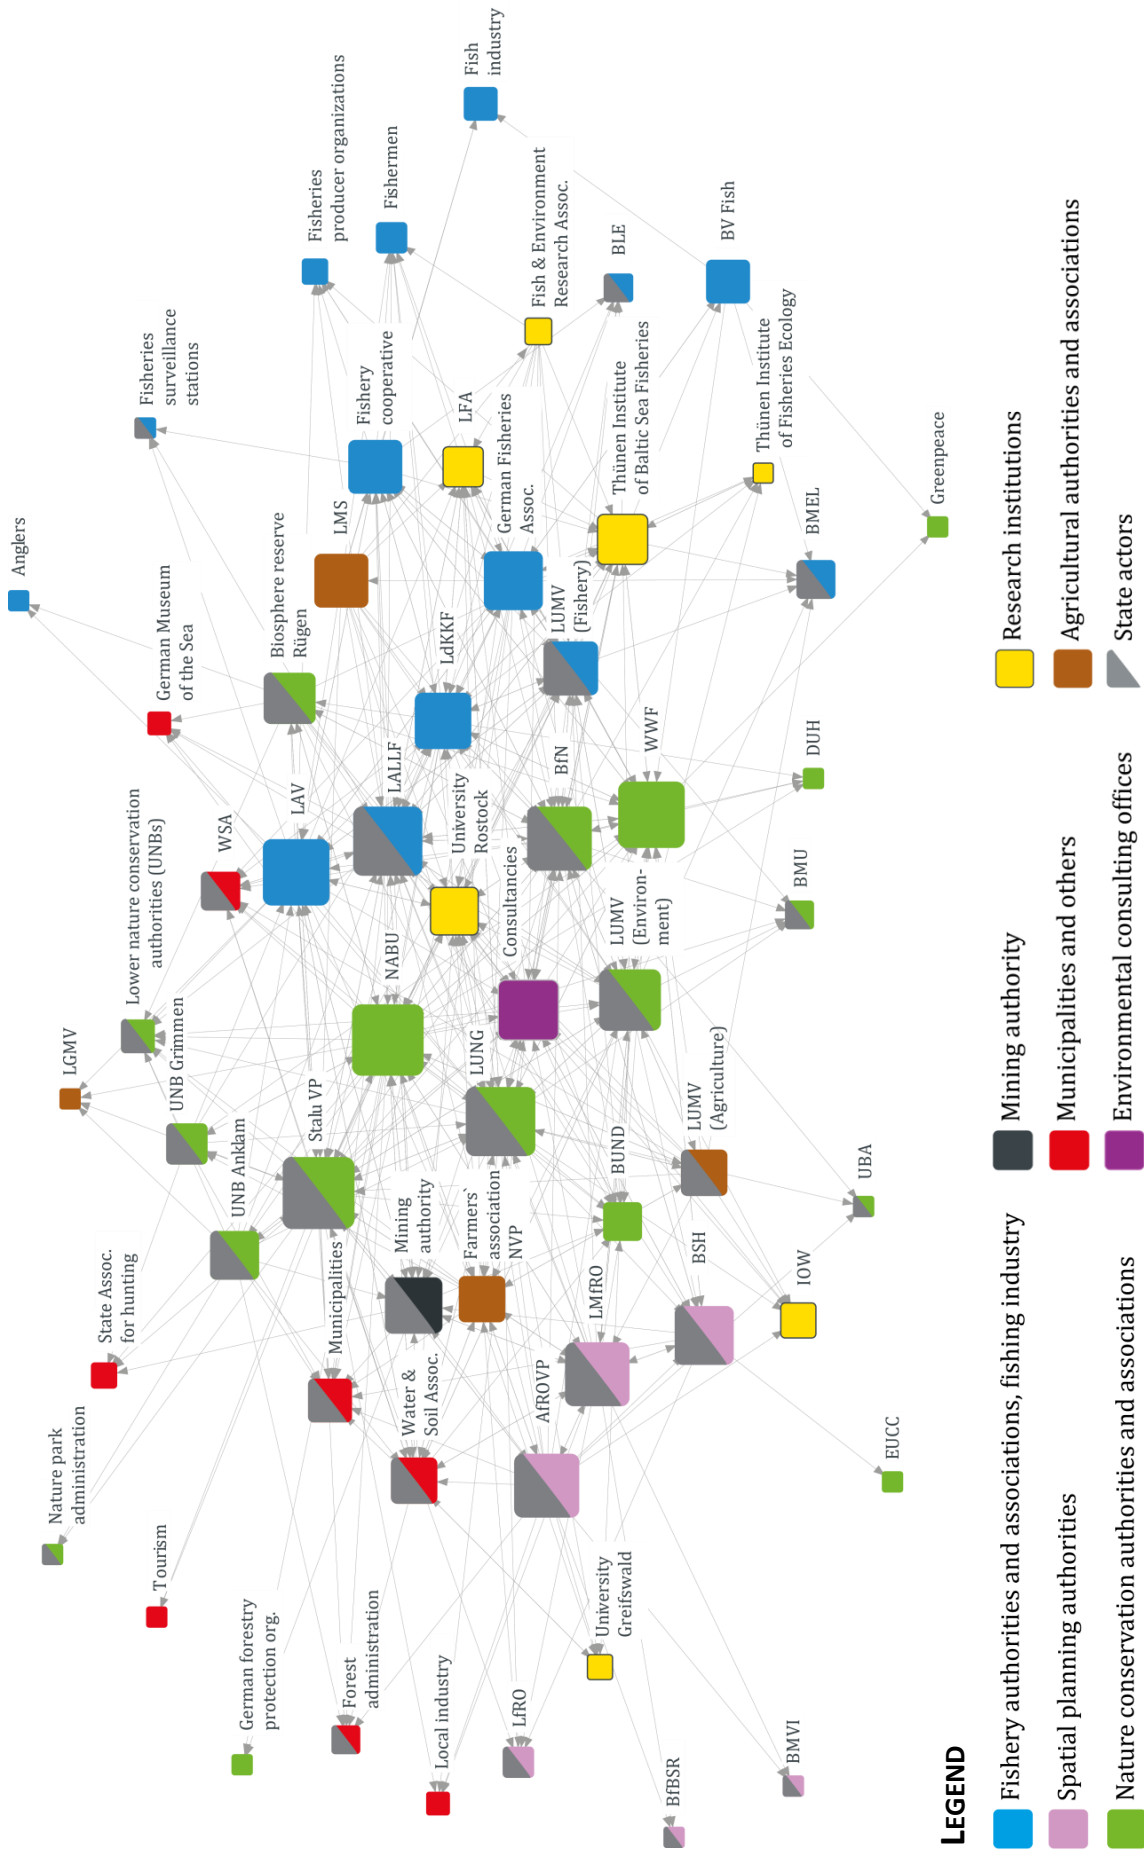 Fish
industry
Fisheries
producer organizations
Fishermen
Fish & Environment
Research Assoc.
BLE
BV Fish
Fisheries
surveillance
stations
Fishery
cooperative
LFA
German Fisheries
Assoc.
Thünen Institute
of Baltic Sea Fisheries
Thünen Institute
of Fisheries Ecology
Greenpeace
Anglers
German Museum
of the Sea
Biosphere reserve
Rügen
LMS
LdKKF
LUMV
(Fishery)
BMEL
Lower nature conservation
authorities (UNBs)
WSA
LAV
LALLF
University
Rostock
BfN
WWF
DUH
LGMV
UNB Grimmen
NABU
Consultancies
LUMV
(Environ-
ment)
BMU
UNB Anklam
Stalu VP
LUNG
BUND
LUMV
(Agriculture)
UBA
State Assoc.
for hunting
Municipalities
Mining
authority
Farmers`
association
NVP
LMfRO
BSH
IOW
Nature park
administration
Water &
Soil Assoc.
AfROVP
EUCC
Tourism
German forestry
protection org.
Forest
administration
Local industry
LfRO
University
Greifswald
BfBSR
BMVI
LEGEND
Fishery authorities and associations, fishing industry
Spatial planning authorities
Nature conservation authorities and associations
Mining authority
Municipalities and others
Environmental consulting offices
Research institutions
Agricultural authorities and associations
State actors